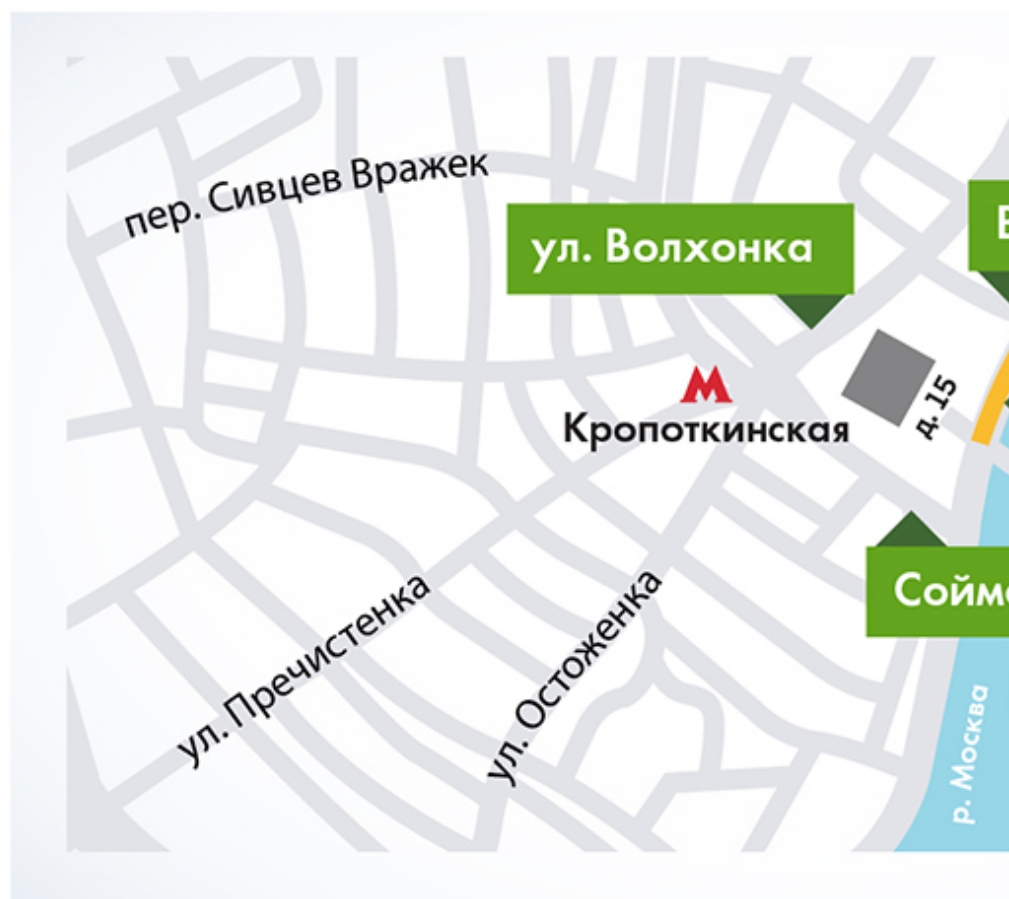 пер. Сивцев Вражек
ул. Волхонка
М
Кропоткинская
д. 15
ул. Пречистенка
ул. Остоженка
р. Москва